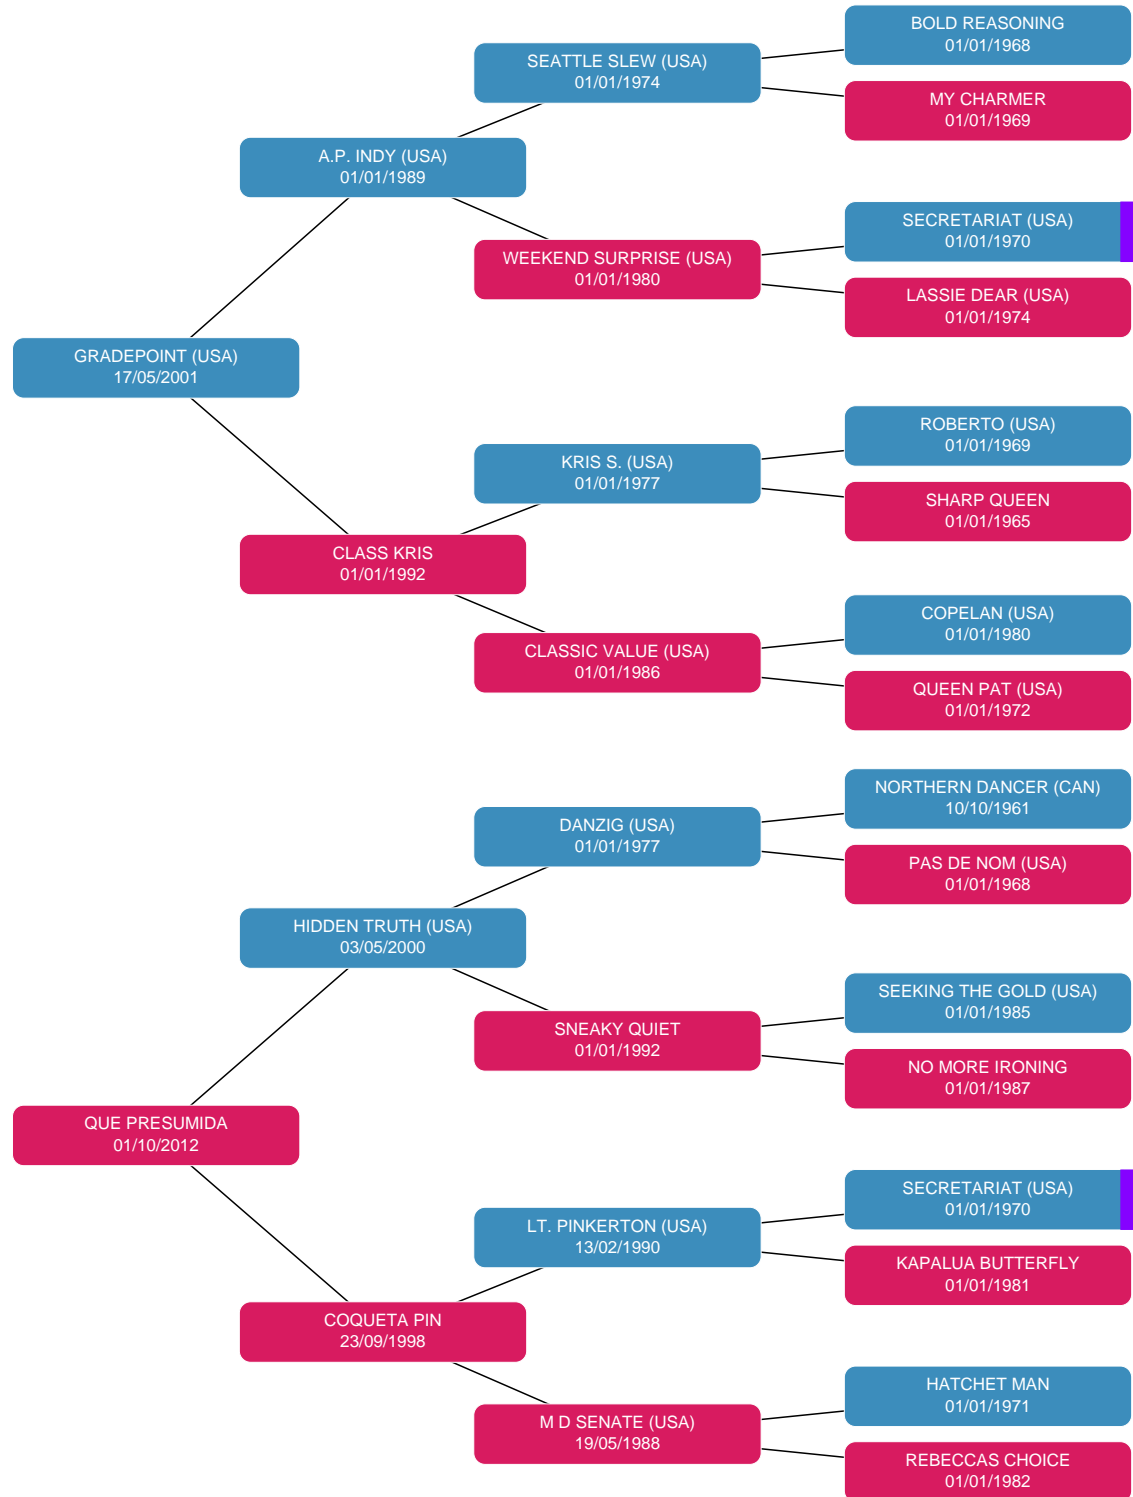 BOLD REASONING
01/01/1968
SEATTLE SLEW (USA)
01/01/1974
MY CHARMER
01/01/1969
A.P. INDY (USA)
01/01/1989
SECRETARIAT (USA)
01/01/1970
WEEKEND SURPRISE (USA)
01/01/1980
LASSIE DEAR (USA)
01/01/1974
GRADEPOINT (USA)
17/05/2001
ROBERTO (USA)
01/01/1969
KRIS S. (USA)
01/01/1977
SHARP QUEEN
01/01/1965
CLASS KRIS
01/01/1992
COPELAN (USA)
01/01/1980
CLASSIC VALUE (USA)
01/01/1986
QUEEN PAT (USA)
01/01/1972
NORTHERN DANCER (CAN)
10/10/1961
DANZIG (USA)
01/01/1977
PAS DE NOM (USA)
01/01/1968
HIDDEN TRUTH (USA)
03/05/2000
SEEKING THE GOLD (USA)
01/01/1985
SNEAKY QUIET
01/01/1992
NO MORE IRONING
01/01/1987
QUE PRESUMIDA
01/10/2012
SECRETARIAT (USA)
01/01/1970
LT. PINKERTON (USA)
13/02/1990
KAPALUA BUTTERFLY
01/01/1981
COQUETA PIN
23/09/1998
HATCHET MAN
01/01/1971
M D SENATE (USA)
19/05/1988
REBECCAS CHOICE
01/01/1982